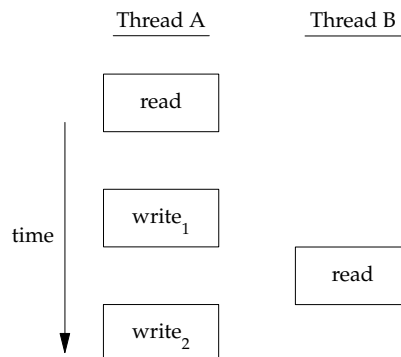 Thread A Thread B
read
write1
time
read
write2